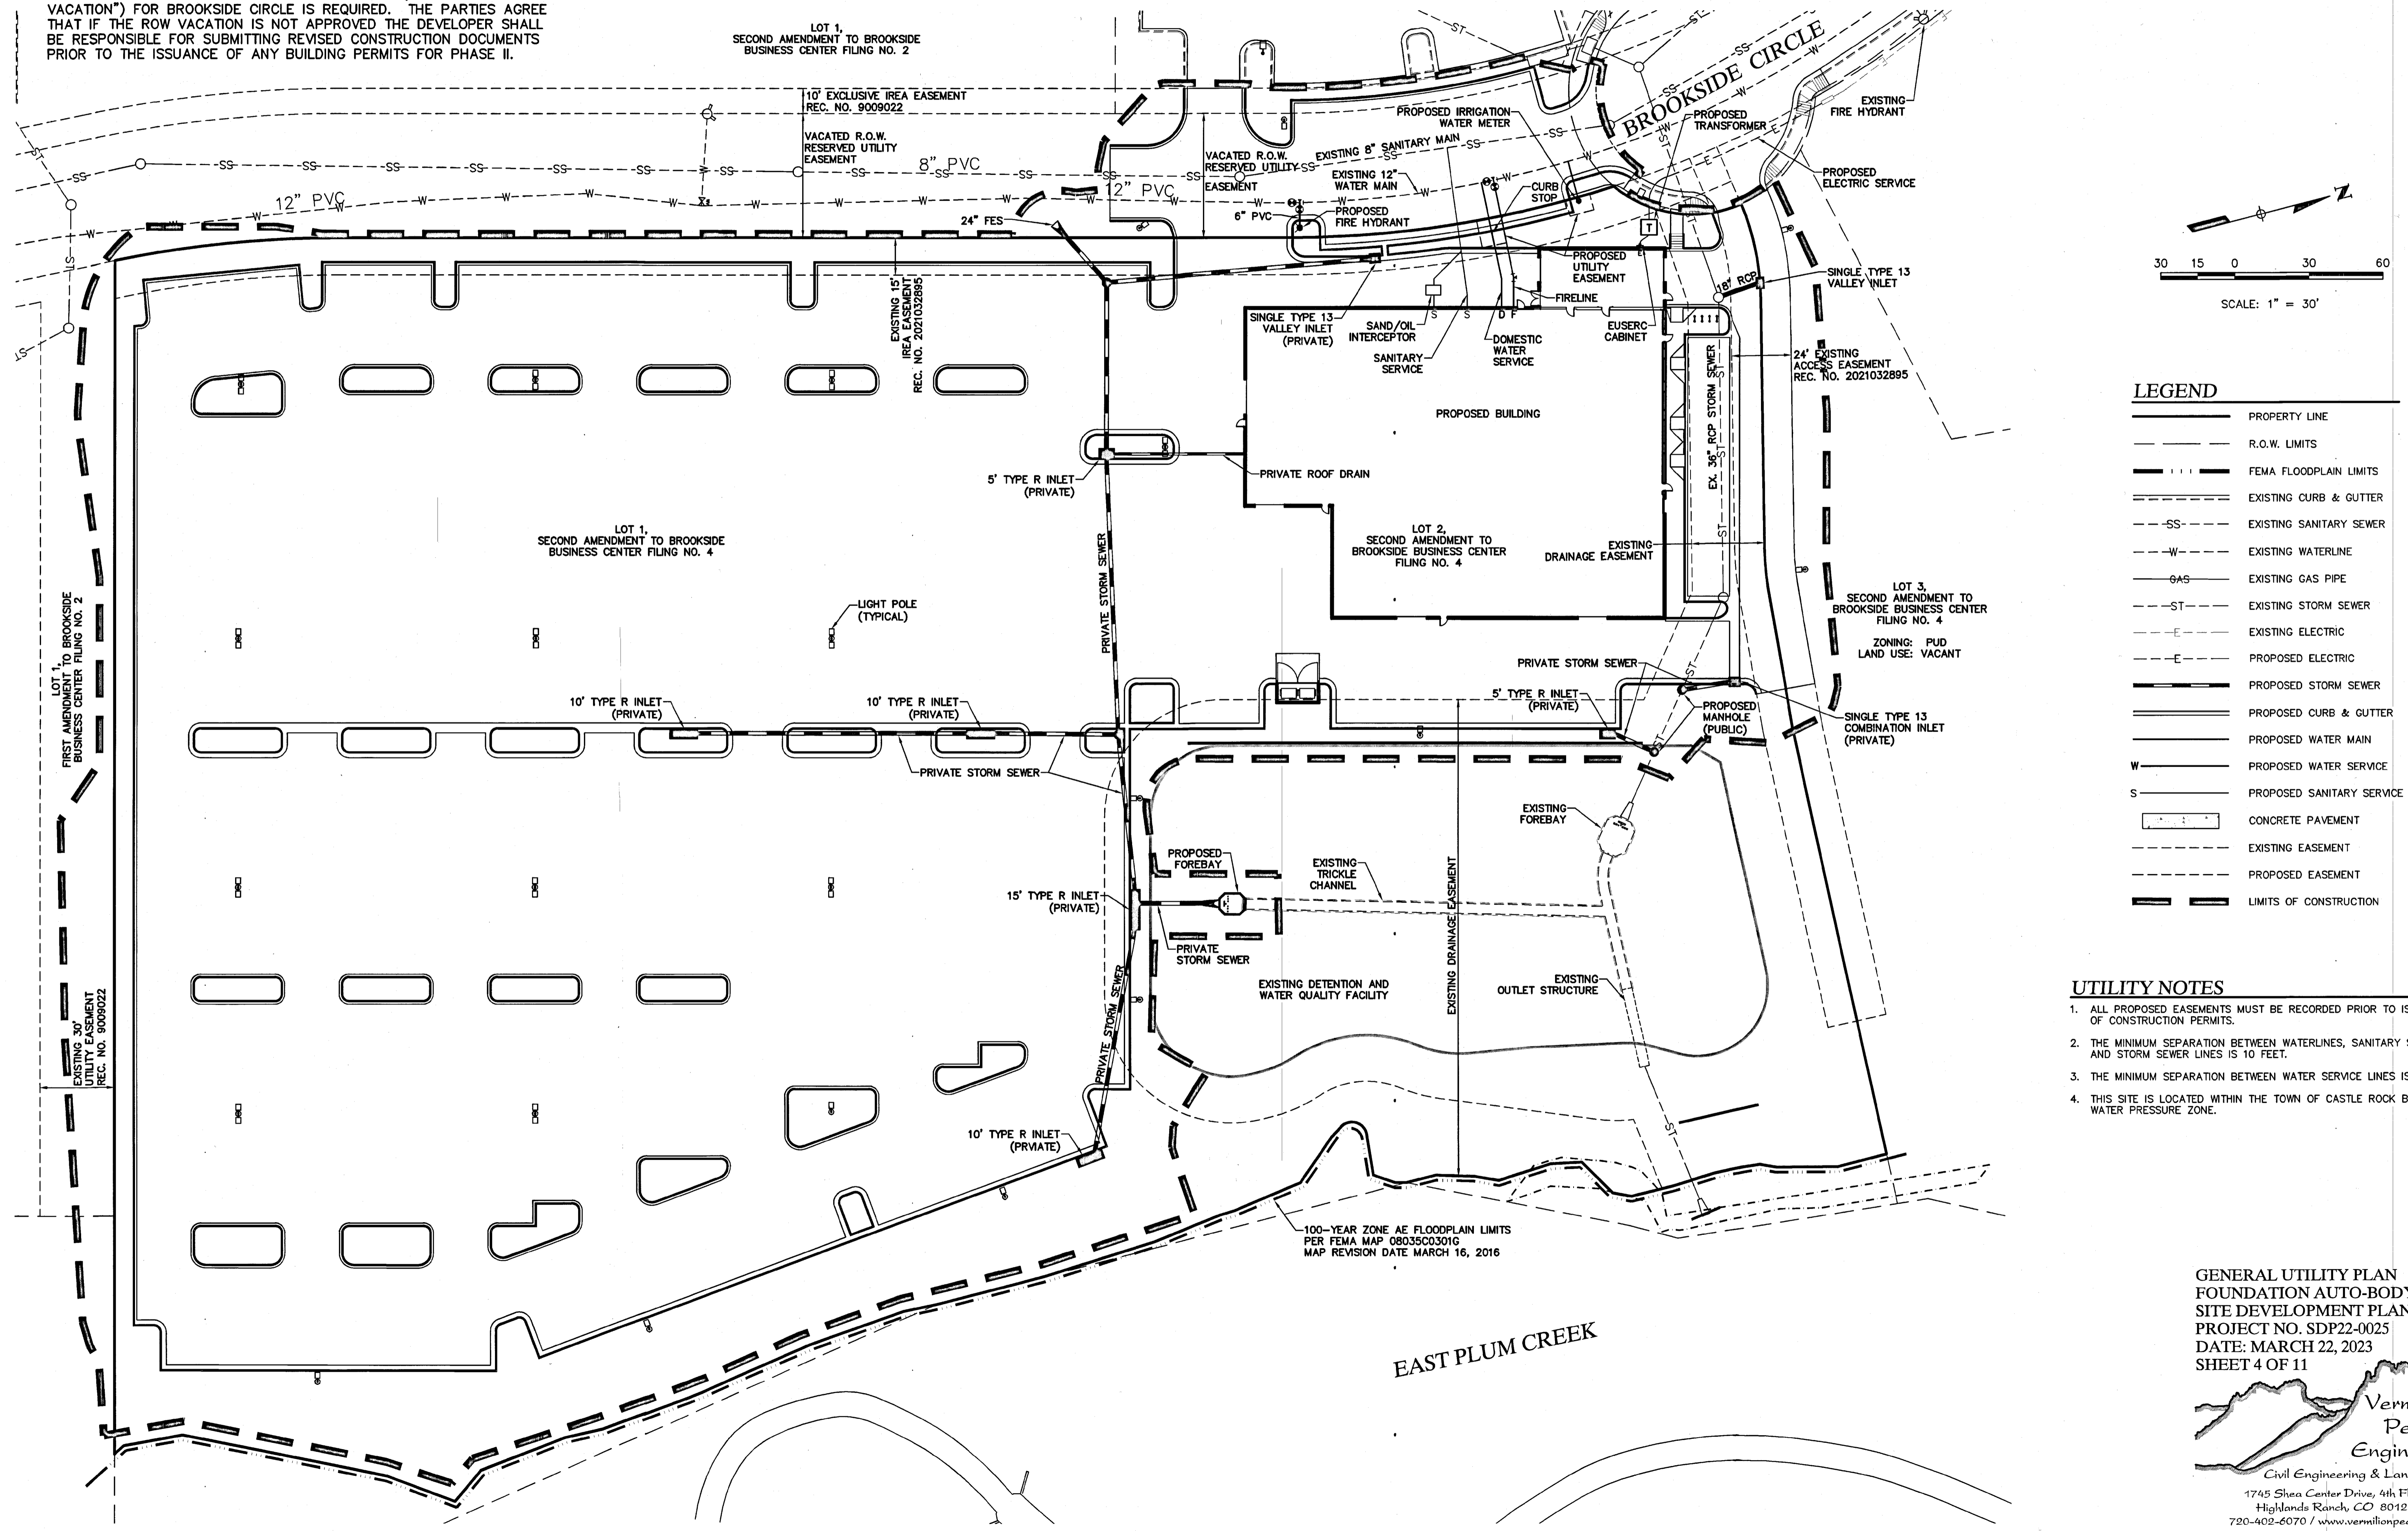 VACATION") FOR BROOKSIDE CIRCLE IS REQUIRED. THE PARTIES AGREE
THAT IF THE ROW VACATION IS NOT APPROVED THE DEVELOPER SHALL
BE RESPONSIBLE FOR SUBMITTING REVISED CONSTRUCTION DOCUMENTS
PRIOR TO THE ISSUANCE OF ANY BUILDING PERMITS FOR PHASE II.
LOT 1,
SECOND AMENDMENT TO BROOKSIDE
BUSINESS CENTER FILING NO. 2
10' EXCLUSIVE IREA EASEMENT
REC. NO. 9009022
VACATED R.O.W.
RESERVED UTILITY
EASEMENT
8" PVC
12" PVC
12" PVC
VACATED R.O.W.
RESERVED UTILITY
EASEMENT
EXISTING 8" SANITARY MAIN
EXISTING 12"
WATER MAIN
PROPOSED IRRIGATION
WATER METER
BROOKSIDE CIRCLE
PROPOSED
TRANSFORMER
EXISTING
FIRE HYDRANT
PROPOSED
ELECTRIC SERVICE
CURB
STOP
24" FES
6" PVC
PROPOSED
FIRE HYDRANT
T
PROPOSED
UTILITY
EASEMENT
FIRELINE
18" RCP
SINGLE TYPE 13
VALLEY INLET
EXISTING 15'
IREA EASEMENT
REC. NO. 2021032895
SINGLE TYPE 13
VALLEY INLET
(PRIVATE)
SAND/OIL
INTERCEPTOR
S
S
D F
SANITARY
SERVICE
DOMESTIC
WATER
SERVICE
EUSERC
CABINET
24' EXISTING
ACCESS EASEMENT
REC. NO. 2021032895
EX. 36" RCP STORM SEWER
PROPOSED BUILDING
5' TYPE R INLET
(PRIVATE)
PRIVATE ROOF DRAIN
LOT 1,
SECOND AMENDMENT TO BROOKSIDE
BUSINESS CENTER FILING NO. 4
LOT 2,
SECOND AMENDMENT TO
BROOKSIDE BUSINESS CENTER
FILING NO. 4
EXISTING
DRAINAGE EASEMENT
PRIVATE STORM SEWER
LOT 3,
SECOND AMENDMENT TO
BROOKSIDE BUSINESS CENTER
FILING NO. 4
ZONING: PUD
LAND USE: VACANT
LIGHT POLE
(TYPICAL)
LOT 1,
FIRST AMENDMENT TO BROOKSIDE
BUSINESS CENTER FILING NO. 2
10' TYPE R INLET
(PRIVATE)
10' TYPE R INLET
(PRIVATE)
PRIVATE STORM SEWER
PRIVATE STORM SEWER
5' TYPE R INLET
(PRIVATE)
PROPOSED
MANHOLE
(PUBLIC)
SINGLE TYPE 13
COMBINATION INLET
(PRIVATE)
EXISTING
FOREBAY
PROPOSED
FOREBAY
EXISTING
TRICKLE
CHANNEL
15' TYPE R INLET
(PRIVATE)
PRIVATE
STORM SEWER
EXISTING DRAINAGE EASEMENT
EXISTING DETENTION AND
WATER QUALITY FACILITY
EXISTING
OUTLET STRUCTURE
EXISTING 30'
UTILITY EASEMENT
REC. NO. 9009022
PRIVATE STORM SEWER
10' TYPE R INLET
(PRVIATE)
100-YEAR ZONE AE FLOODPLAIN LIMITS
PER FEMA MAP 08035C0301G
MAP REVISION DATE MARCH 16, 2016
EAST PLUM CREEK
Z
30 15 0 30 60
SCALE: 1" = 30'
LEGEND
PROPERTY LINE
R.O.W. LIMITS
FEMA FLOODPLAIN LIMITS
EXISTING CURB & GUTTER
SS EXISTING SANITARY SEWER
W EXISTING WATERLINE
GAS EXISTING GAS PIPE
ST EXISTING STORM SEWER
E EXISTING ELECTRIC
E PROPOSED ELECTRIC
PROPOSED STORM SEWER
PROPOSED CURB & GUTTER
PROPOSED WATER MAIN
W PROPOSED WATER SERVICE
S PROPOSED SANITARY SERVICE
CONCRETE PAVEMENT
EXISTING EASEMENT
PROPOSED EASEMENT
LIMITS OF CONSTRUCTION
UTILITY NOTES
1. ALL PROPOSED EASEMENTS MUST BE RECORDED PRIOR TO IS
OF CONSTRUCTION PERMITS.
2. THE MINIMUM SEPARATION BETWEEN WATERLINES, SANITARY
AND STORM SEWER LINES IS 10 FEET.
3. THE MINIMUM SEPARATION BETWEEN WATER SERVICE LINES IS
4. THIS SITE IS LOCATED WITHIN THE TOWN OF CASTLE ROCK B
WATER PRESSURE ZONE.
GENERAL UTILITY PLAN
FOUNDATION AUTO-BODY
SITE DEVELOPMENT PLAN
PROJECT NO. SDP22-0025
DATE: MARCH 22, 2023
SHEET 4 OF 11
Verm
Pe
Engin
Civil Engineering & Lan
1745 Shea Center Drive, 4th F
Highlands Ranch, CO 8012
720-402-6070 / www.vermilionpe